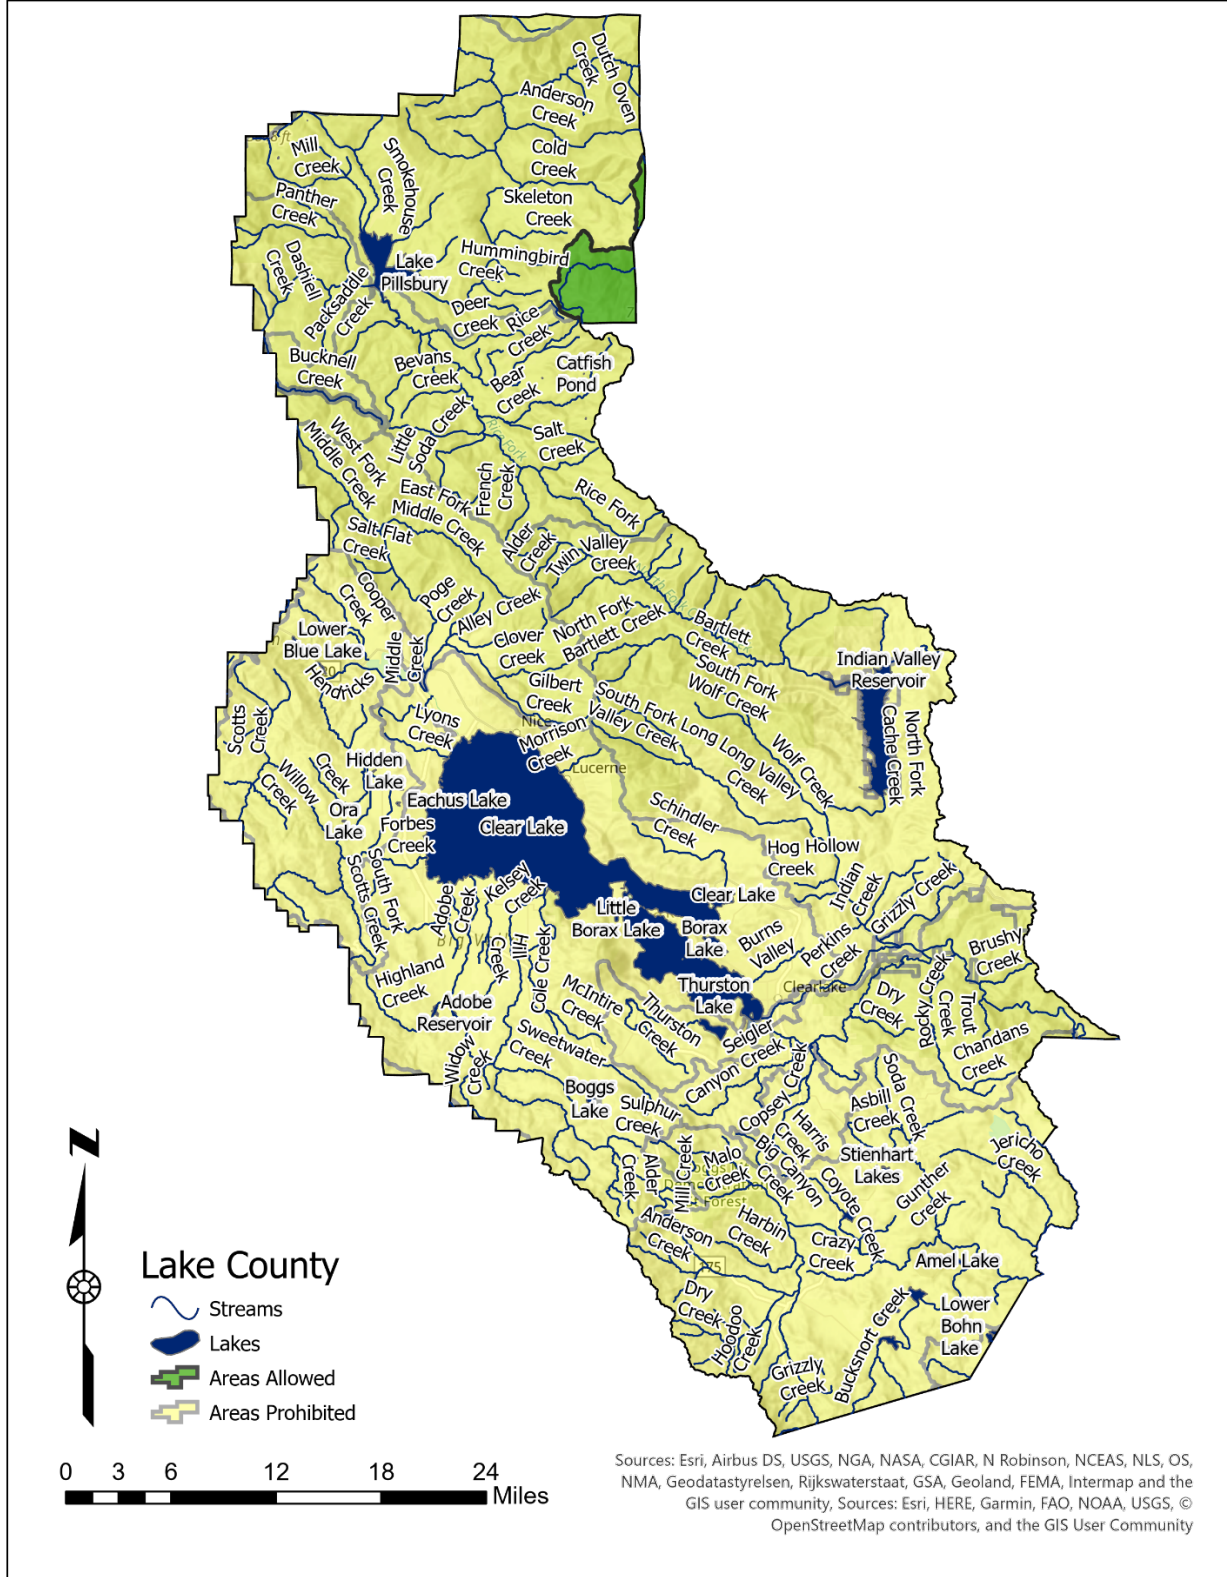 Dutch Oven
Creek
Anderson
Creek
Cold
Creek
Mill
Creek
Smokehouse
Creek
Skeleton
Creek
Panther
Creek
Hummingbird
Creek
Lake
Pillsbury
Dashiell
Creek
Packsaddle
Creek
Deer
Creek
Rice
Creek
Bucknell
Creek
Bevans
Creek
Bear
Creek
Catfish
Pond
Little
Soda Creek
Rice Fork
Salt
Creek
West Fork
Middle Creek
French
Creek
Rice Fork
East Fork
Middle Creek
Salt Flat
Creek
Alder
Creek
Twin Valley
Creek
Cooper
Creek
Poge
Creek
Alley Creek
North Fork
Bartlett Creek
Bartlett
Creek
Lower
Blue Lake
20
Middle
Creek
Clover
Creek
Hendricks
Creek
Gilbert
Creek
South Fork
Wolf Creek
Indian Valley
Reservoir
Scotts
Creek
Lyons
Creek
Nice
Morrison
Creek
South Fork Long
Valley Creek
Long Valley
Creek
Wolf Creek
North Fork
Cache Creek
Willow
Creek
Hidden
Lake
Lucerne
Ora
Lake
Eachus Lake
Clear Lake
Forbes
Creek
Schindler
Creek
Hog Hollow
Creek
South Fork
Scotts Creek
Adobe
Creek
Kelsey
Creek
Clear Lake
Indian
Creek
Grizzly Creek
Little
Borax Lake
Borax
Lake
Burns
Valley
Perkins
Creek
Brushy
Creek
Highland
Creek
Hill
Creek
Cole Creek
Thurston
Lake
Clearlake
Dry
Creek
Rocky Creek
Trout
Creek
Adobe
Reservoir
McIntire
Creek
Thurston
Creek
Seigler
Canyon Creek
Chandans
Creek
Widow
Creek
Sweetwater
Creek
Boggs
Lake
Sulphur
Creek
Copsey Creek
Harris
Creek
Asbill
Creek
Soda Creek
Jericho
Creek
Alder
Creek
Mill Creek
Malo
Creek
Big Canyon
Creek
Stienhart
Lakes
Gunther
Creek
Coyote Creek
Anderson
Creek
Harbin
Creek
Crazy
Creek
Amel Lake
175
Dry
Creek
Hoodoo
Creek
Bucksnort Creek
Lower
Bohn
Lake
Grizzly
Creek
N
Lake County
Streams
Lakes
Areas Allowed
Areas Prohibited
0 3 6 12 18 24
Miles
Sources: Esri, Airbus DS, USGS, NGA, NASA, CGIAR, N Robinson, NCEAS, NLS, OS,
NMA, Geodatastyrelsen, Rijkswaterstaat, GSA, Geoland, FEMA, Intermap and the
GIS user community, Sources: Esri, HERE, Garmin, FAO, NOAA, USGS, ©
OpenStreetMap contributors, and the GIS User Community